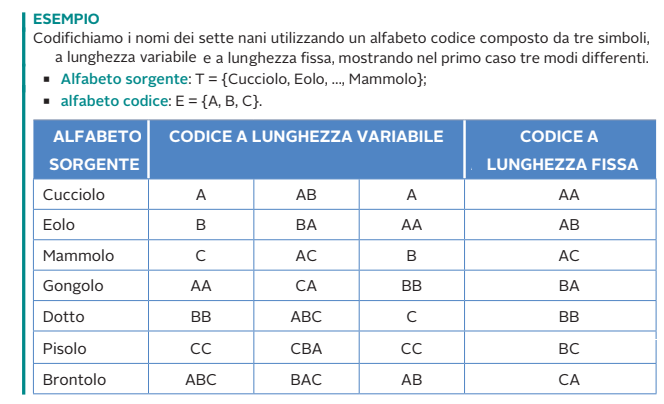 ESEMPIO
Codifichiamo i nomi dei sette nani utilizzando un alfabeto codice composto da tre simboli,
a lunghezza variabile e a lunghezza fissa, mostrando nel primo caso tre modi differenti.
▪ Alfabeto sorgente: T = {Cucciolo, Eolo, ..., Mammolo};
▪ alfabeto codice: E = {A, B, C}.
ALFABETO SORGENTE CODICE A LUNGHEZZA VARIABILE CODICE A LUNGHEZZA FISSA
Cucciolo A AB A AA
Eolo B BA AA AB
Mammolo C AC B AC
Gongolo AA CA BB BA
Dotto BB ABC C BB
Pisolo CC CBA CC BC
Brontolo ABC BAC AB CA